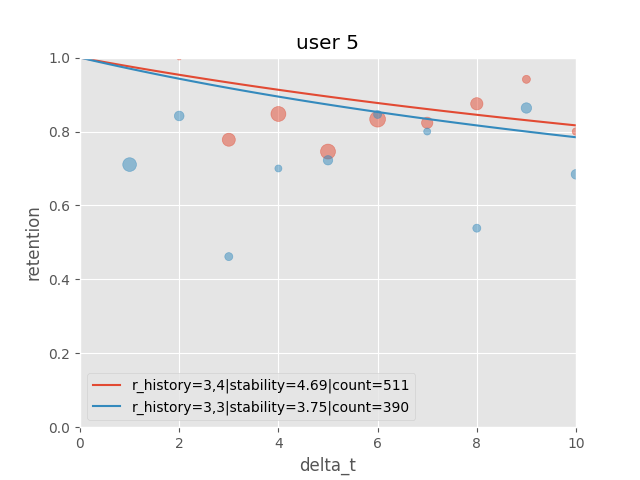 user 5
1.0
0.8
0.6
0.4
0.2
0.0
retention
r_history=3,4|stability=4.69|count=511
r_history=3,3|stability=3.75|count=390
0 2 4 6 8 10
delta_t